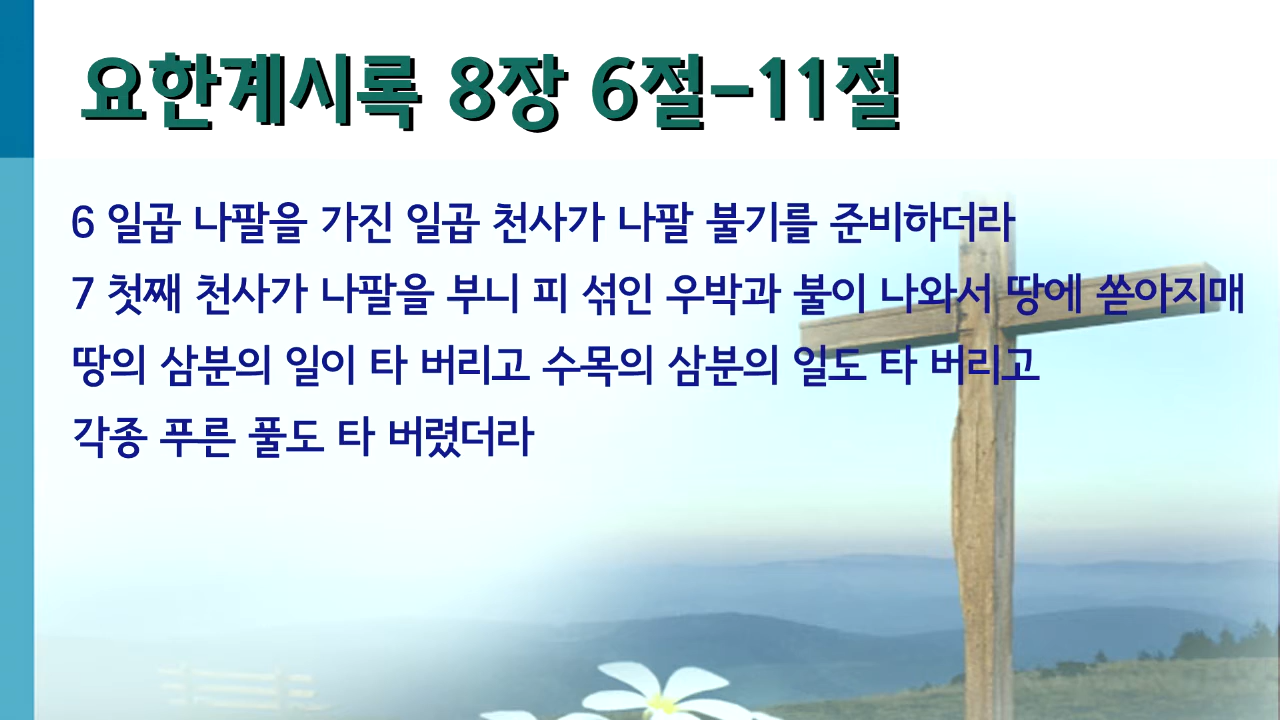 요한계시록 8장 6절-11절
6 일곱 나팔을 가진 일곱 천사가 나팔 불기를 준비하더라
7 첫째 천사가 나팔을 부니 피 섞인 우박과 불이 나와서 땅에 쏟아지매
땅의 삼분의 일이 타 버리고 수목의 삼분의 일도 타 버리고
각종 푸른 풀도 타 버렸더라